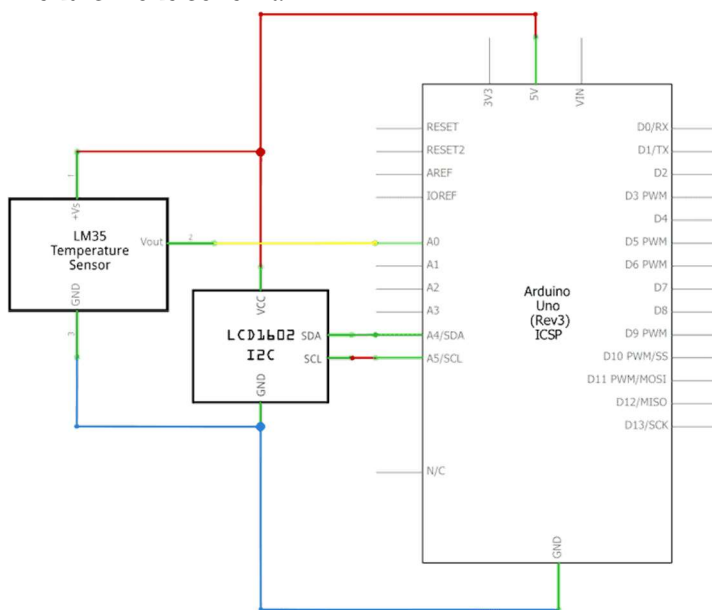 3V3
5V
VIN
RESET
RESET2
AREF
IOREF
A0
A1
A2
A3
A4/SDA
A5/SCL
N/C
Arduino
Uno
(Rev3)
ICSP
D0/RX
D1/TX
D2
D3 PWM
D4
D5 PWM
D6 PWM
D7
D8
D9 PWM
D10 PWM/SS
D11 PWM/MOSI
D12/MISO
D13/SCK
GND
1
+Vs
LM35
Temperature
Sensor
Vout
2
GND
3
VCC
LCD1602
I2C
SDA
SCL
GND